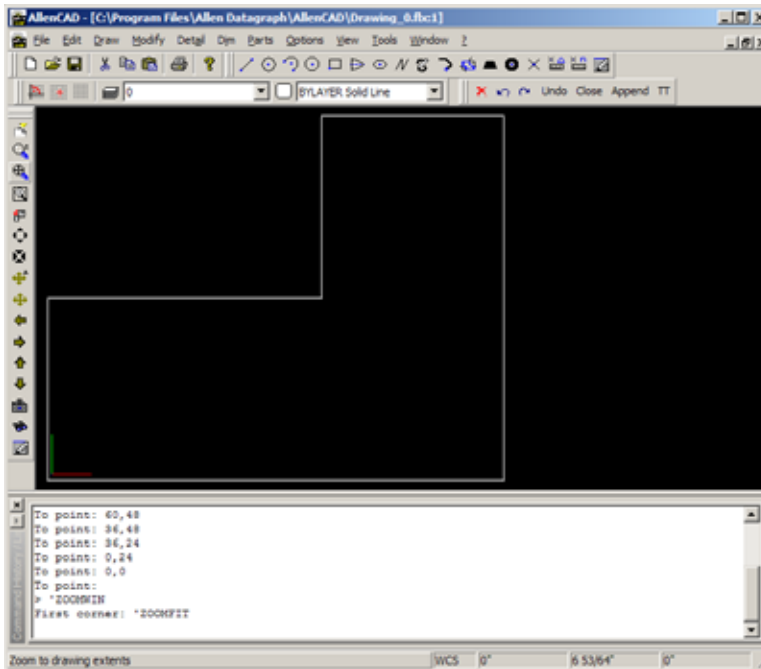 AllenCAD - [C:\Program Files\Allen Datagraph\AllenCAD\Drawing_0.flx:1]
File Edit Draw Modify Detail Dim Parts Options View Tools Window ?
0 BYLAYER Solid Line Undo Close Append TT
To point: 60,48
To point: 36,48
To point: 36,24
To point: 0,24
To point: 0,0
To point:
> 'ZOOMWIN
First corner: 'ZOOMFIT
Command History
Zoom to drawing extents WCS 0" 6 53/64" 0"